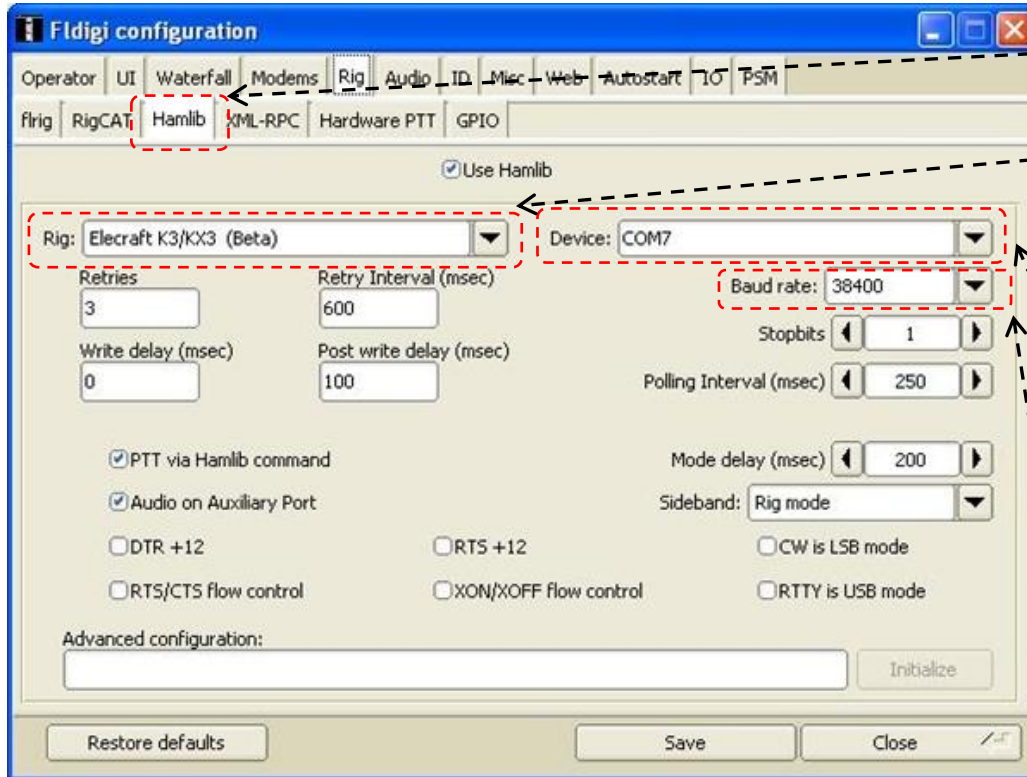 Fldigi configuration
Operator UI Waterfall Modems Rig Audio ID Misc Web Autostart IO PSM
flrig RigCAT Hamlib XML-RPC Hardware PTT GPIO
Use Hamlib
Rig: Elecraft K3/KX3 (Beta) Device: COM7
Retries Retry Interval (msec) Baud rate: 38400
3 600
Stopbits 1
Write delay (msec) Post write delay (msec)
0 100 Polling Interval (msec) 250
PTT via Hamlib command Mode delay (msec) 200
Audio on Auxiliary Port Sideband: Rig mode
DTR +12 RTS +12 CW is LSB mode
RTS/CTS flow control XON/XOFF flow control RTTY is USB mode
Advanced configuration:
Initialize
Restore defaults Save Close